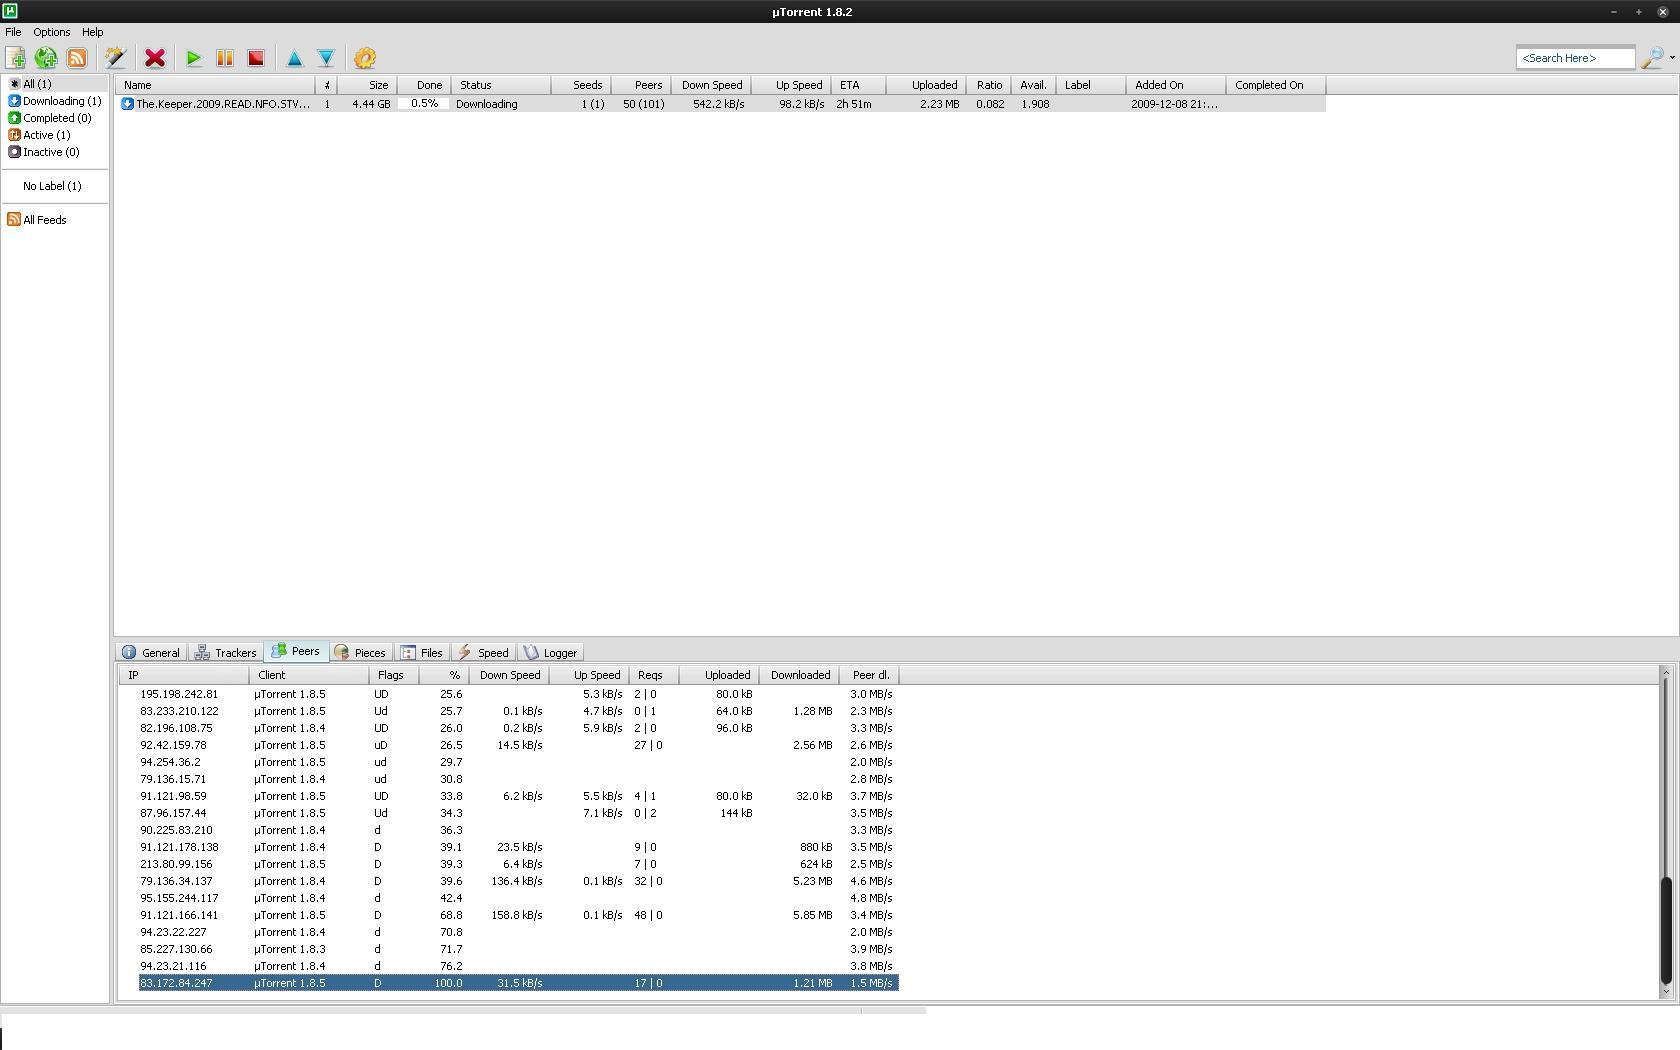 µTorrent 1.8.2
File Options Help
<Search Here>
All (1)
Downloading (1)
Completed (0)
Active (1)
Inactive (0)
No Label (1)
All Feeds
Name # Size Done Status Seeds Peers Down Speed Up Speed ETA Uploaded Ratio Avail. Label Added On Completed On
The.Keeper.2009.READ.NFO.STV... 1 4.44 GB 0.5% Downloading 1 (1) 50 (101) 542.2 kB/s 98.2 kB/s 2h 51m 2.23 MB 0.082 1.908 2009-12-08 21:...
General Trackers Peers Pieces Files Speed Logger
IP Client Flags % Down Speed Up Speed Reqs Uploaded Downloaded Peer dl.
195.198.242.81 µTorrent 1.8.5 UD 25.6 5.3 kB/s 2 | 0 80.0 kB 3.0 MB/s
83.233.210.122 µTorrent 1.8.5 Ud 25.7 0.1 kB/s 4.7 kB/s 0 | 1 64.0 kB 1.28 MB 2.3 MB/s
82.196.108.75 µTorrent 1.8.4 UD 26.0 0.2 kB/s 5.9 kB/s 2 | 0 96.0 kB 3.3 MB/s
92.42.159.78 µTorrent 1.8.5 uD 26.5 14.5 kB/s 27 | 0 2.56 MB 2.6 MB/s
94.254.36.2 µTorrent 1.8.5 ud 29.7 2.0 MB/s
79.136.15.71 µTorrent 1.8.4 ud 30.8 2.8 MB/s
91.121.98.59 µTorrent 1.8.5 UD 33.8 6.2 kB/s 5.5 kB/s 4 | 1 80.0 kB 32.0 kB 3.7 MB/s
87.96.157.44 µTorrent 1.8.5 Ud 34.3 7.1 kB/s 0 | 2 144 kB 3.5 MB/s
90.225.83.210 µTorrent 1.8.4 d 36.3 3.3 MB/s
91.121.178.138 µTorrent 1.8.4 D 39.1 23.5 kB/s 9 | 0 880 kB 3.5 MB/s
213.80.99.156 µTorrent 1.8.5 D 39.3 6.4 kB/s 7 | 0 624 kB 2.5 MB/s
79.136.34.137 µTorrent 1.8.4 D 39.6 136.4 kB/s 0.1 kB/s 32 | 0 5.23 MB 4.6 MB/s
95.155.244.117 µTorrent 1.8.4 d 42.4 4.8 MB/s
91.121.166.141 µTorrent 1.8.5 D 68.8 158.8 kB/s 0.1 kB/s 48 | 0 5.85 MB 3.4 MB/s
94.23.22.227 µTorrent 1.8.4 d 70.8 2.0 MB/s
85.227.130.66 µTorrent 1.8.3 d 71.7 3.9 MB/s
94.23.21.116 µTorrent 1.8.4 d 76.2 3.8 MB/s
83.172.84.247 µTorrent 1.8.5 D 100.0 31.5 kB/s 17 | 0 1.21 MB 1.5 MB/s